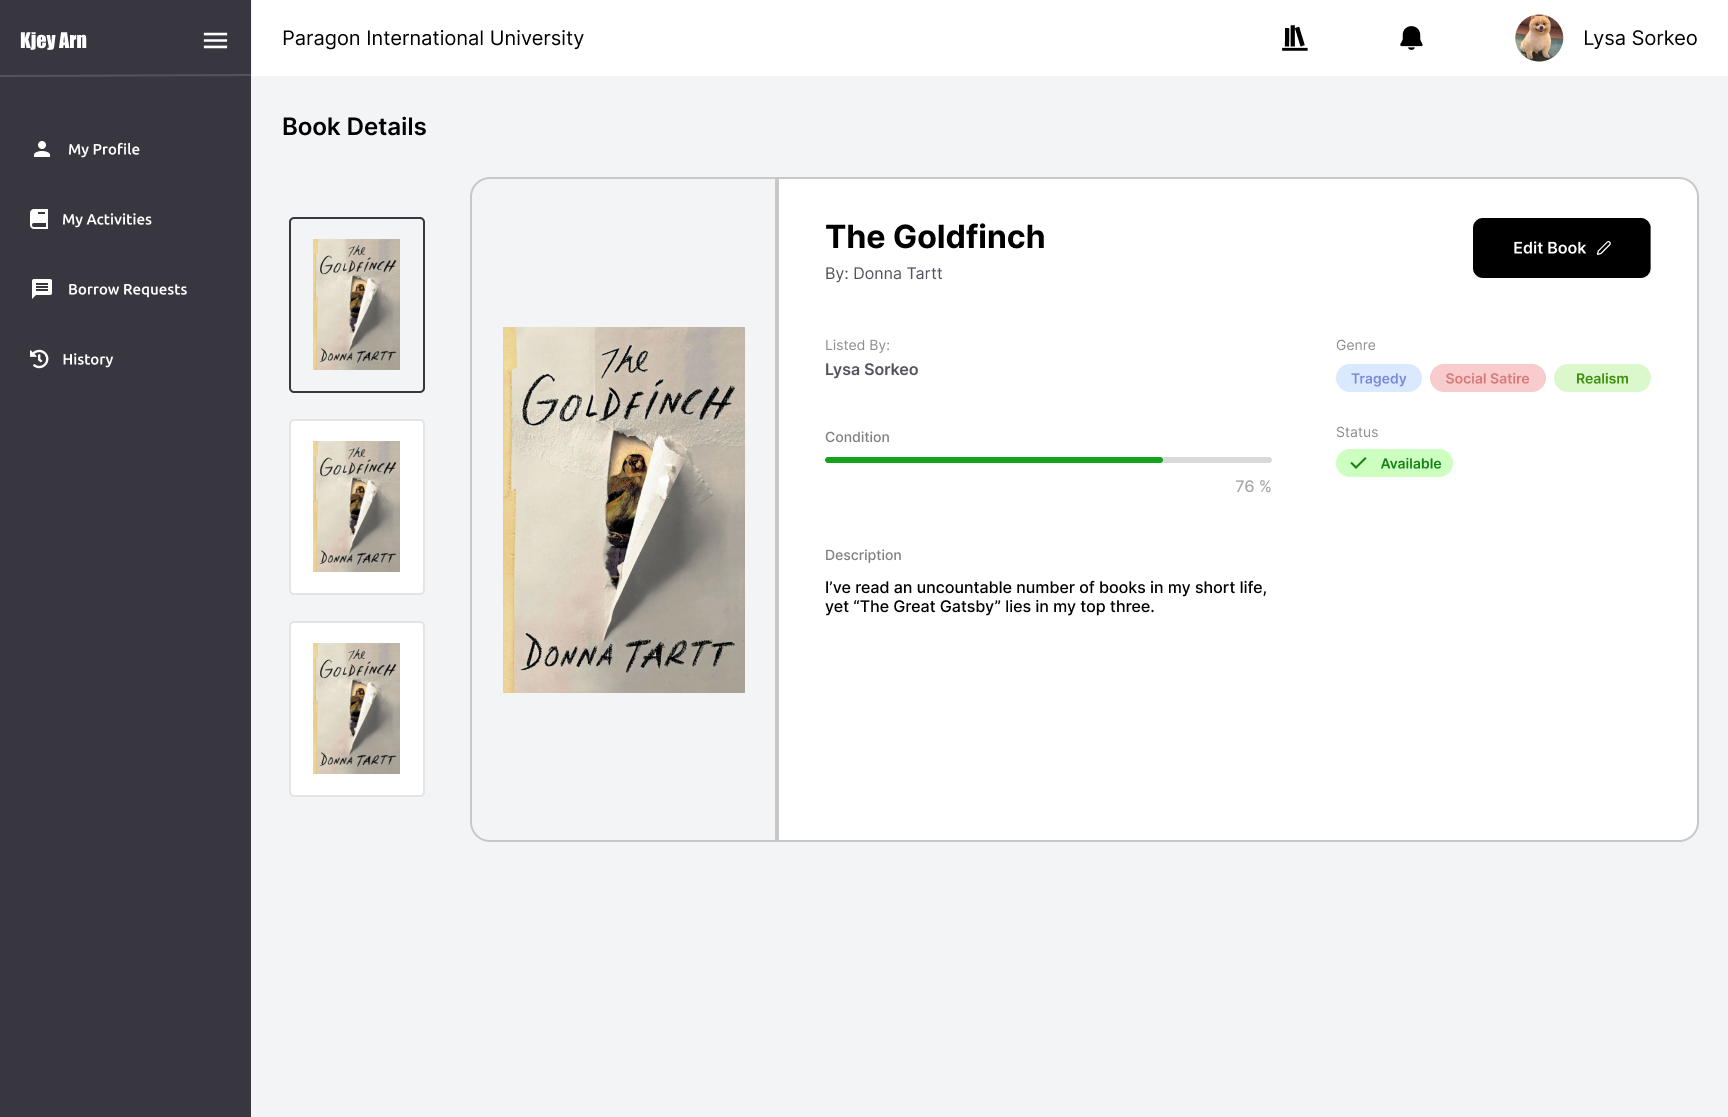 Kjey Arn
Paragon International University
Lysa Sorkeo
My Profile
My Activities
Borrow Requests
History
Book Details
The
GOLDFINCH
DONNA TARTT
The
GOLDFINCH
DONNA TARTT
The
GOLDFINCH
DONNA TARTT
The
GOLDFINCH
DONNA TARTT
The Goldfinch
By: Donna Tartt
Edit Book
Listed By:
Lysa Sorkeo
Genre
Tragedy Social Satire Realism
Condition
76 %
Status
Available
Description
I’ve read an uncountable number of books in my short life,
yet “The Great Gatsby” lies in my top three.